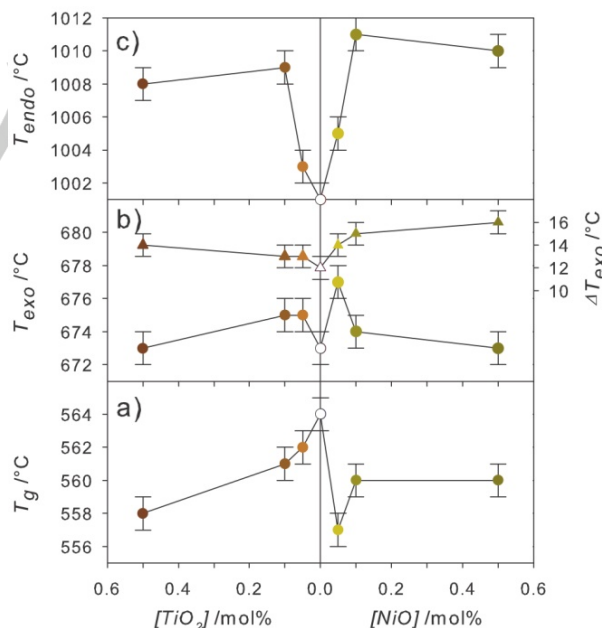 c)
T_endo /°C
1012
1010
1008
1006
1004
1002
b)
T_exo /°C
680
678
676
674
672
ΔT_exo /°C
16
14
12
10
a)
T_g /°C
564
562
560
558
556
0.6 0.4 0.2 0.0 0.2 0.4 0.6
[TiO₂] /mol% [NiO] /mol%